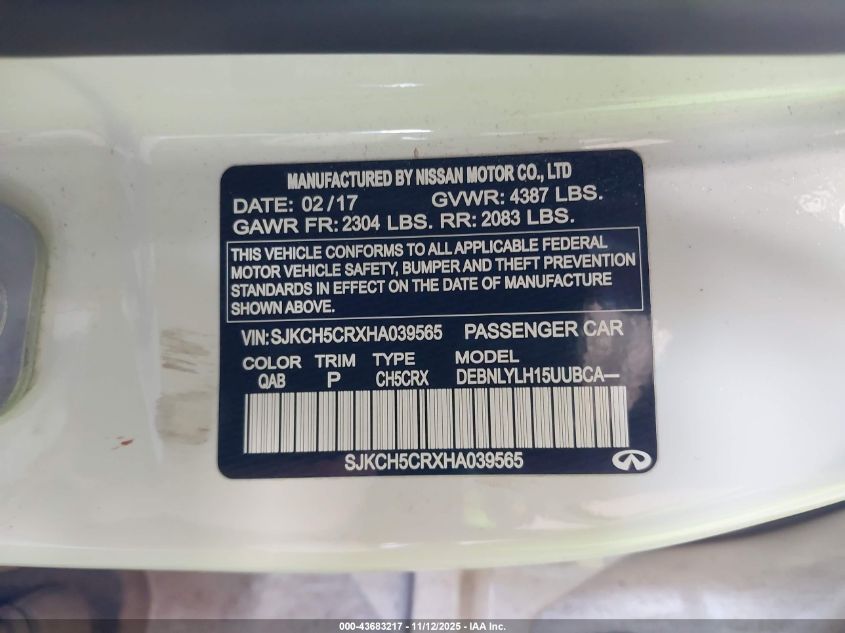 MANUFACTURED BY NISSAN MOTOR CO., LTD
DATE: 02/17 GVWR: 4387 LBS.
GAWR FR: 2304 LBS. RR: 2083 LBS.
THIS VEHICLE CONFORMS TO ALL APPLICABLE FEDERAL
MOTOR VEHICLE SAFETY, BUMPER AND THEFT PREVENTION
STANDARDS IN EFFECT ON THE DATE OF MANUFACTURE
SHOWN ABOVE.
VIN:SJKCH5CRXHA039565 PASSENGER CAR
COLOR TRIM TYPE MODEL
QAB P CH5CRX DEBNLYLH15UUBCA—
SJKCH5CRXHA039565
000-43683217 - 11/12/2025 - IAA Inc.